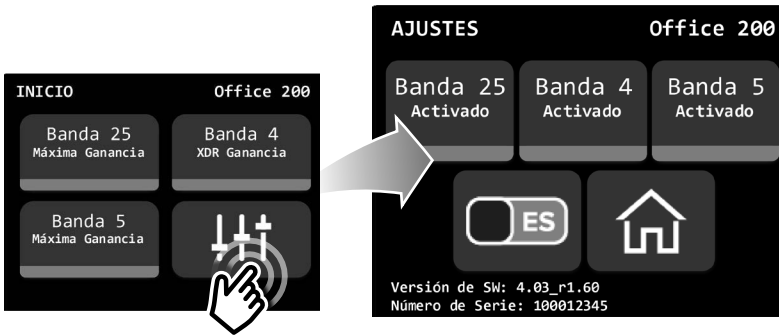 INICIO Office 200
Banda 25 Banda 4
Máxima Ganancia XDR Ganancia
Banda 5
Máxima Ganancia
AJUSTES Office 200
Banda 25 Banda 4 Banda 5
Activado Activado Activado
ES
Versión de SW: 4.03_r1.60
Número de Serie: 100012345